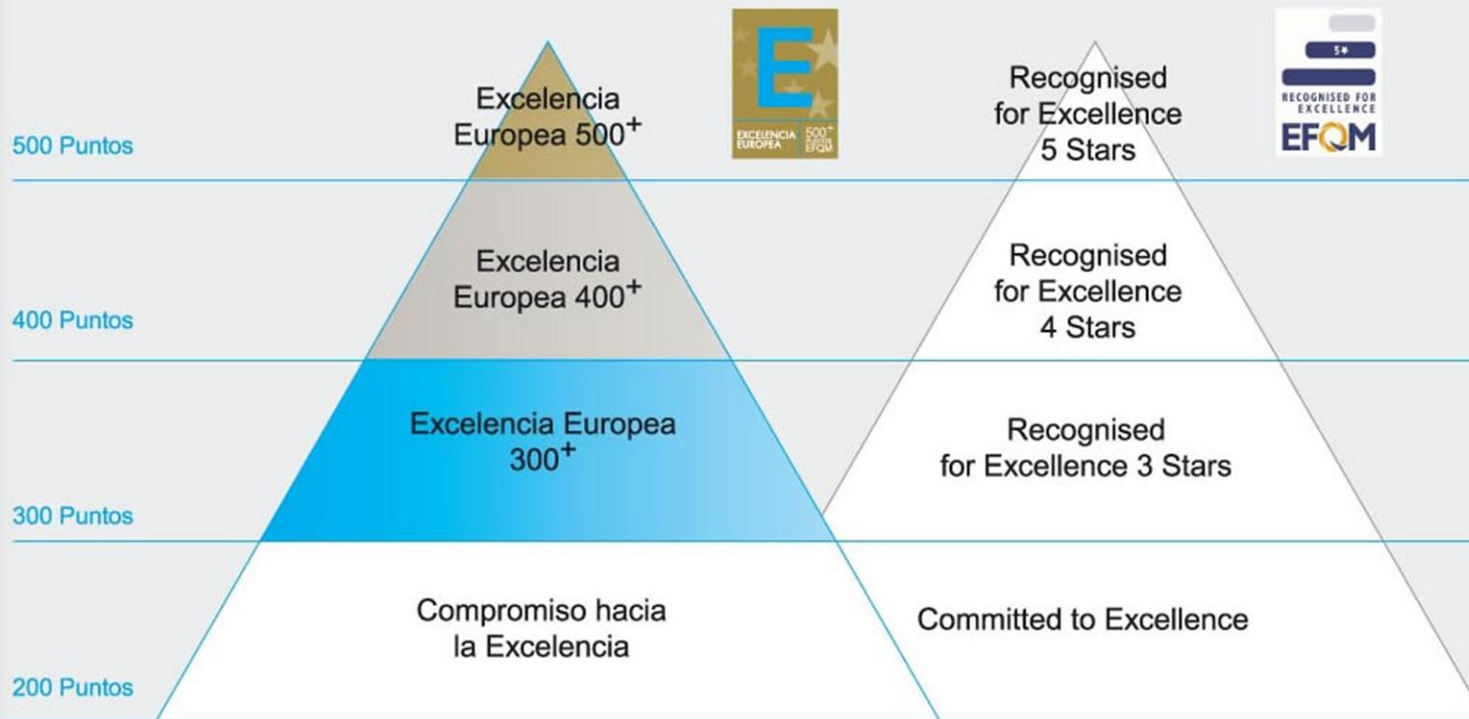 Excelencia
Europea 500+
E
EXCELENCIA
EUROPEA
500+
EFQM
Recognised
for Excellence
5 Stars
5★
RECOGNISED FOR
EXCELLENCE
EFQM
500 Puntos
Excelencia
Europea 400+
Recognised
for Excellence
4 Stars
400 Puntos
Excelencia Europea
300+
Recognised
for Excellence 3 Stars
300 Puntos
Compromiso hacia
la Excelencia
Committed to Excellence
200 Puntos